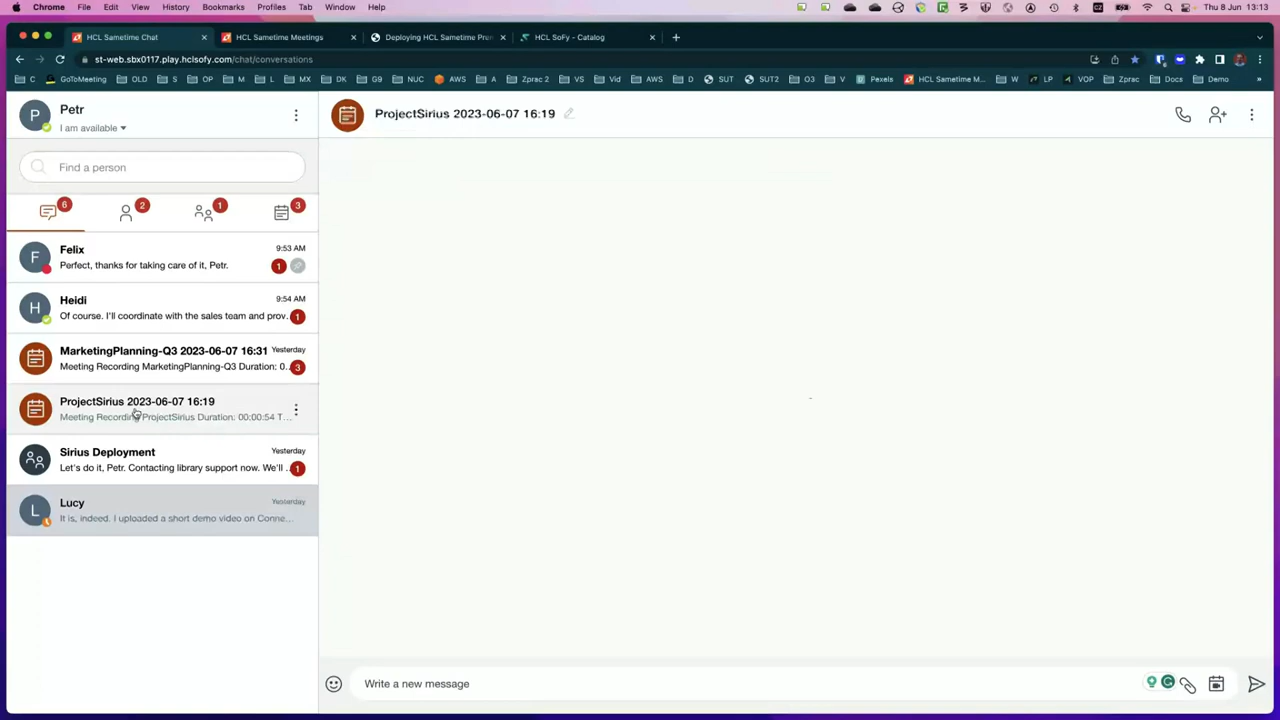 Chrome File Edit View History Bookmarks Profiles Tab Window Help
CZ Thu 8 Jun 13:13
HCL Sametime Chat HCL Sametime Meetings Deploying HCL Sametime Prem HCL SoFy - Catalog
st-web.sbx0117.play.hclsofy.com/chat/conversations
C GoToMeeting OLD S OP M L MX DK G9 NUC AWS A Zprac 2 VS Vid AWS D SUT SUT2 O3 V Pexels HCL Sametime M... W LP VOP Zprac Docs Demo »
P Petr
I am available
Find a person
6 2 1 3
F Felix 9:53 AM
Perfect, thanks for taking care of it, Petr. 1
H Heidi 9:54 AM
Of course. I'll coordinate with the sales team and prov. 1
MarketingPlanning-Q3 2023-06-07 16:31 Yesterday
Meeting Recording MarketingPlanning-Q3 Duration: 0.. 3
ProjectSirius 2023-06-07 16:19
Meeting Recording ProjectSirius Duration: 00:00:54 T...
Sirius Deployment Yesterday
Let's do it, Petr. Contacting library support now. We'll .. 1
L Lucy Yesterday
It is, indeed. I uploaded a short demo video on Conne...
ProjectSirius 2023-06-07 16:19
Write a new message